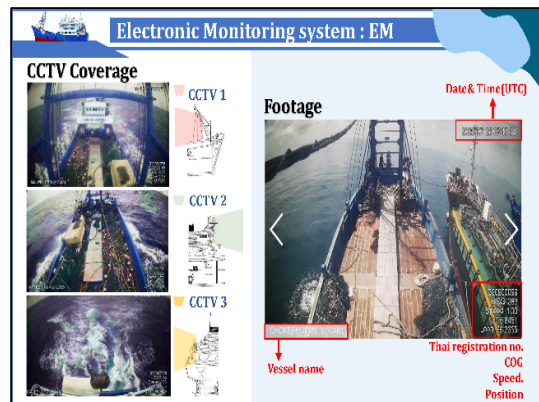 Electronic Monitoring system : EM
CCTV Coverage
CCTV 1
CCTV 2
CCTV 3
Footage
Date& Time(UTC)
Vessel name
Thai registration no.
COG
Speed.
Position